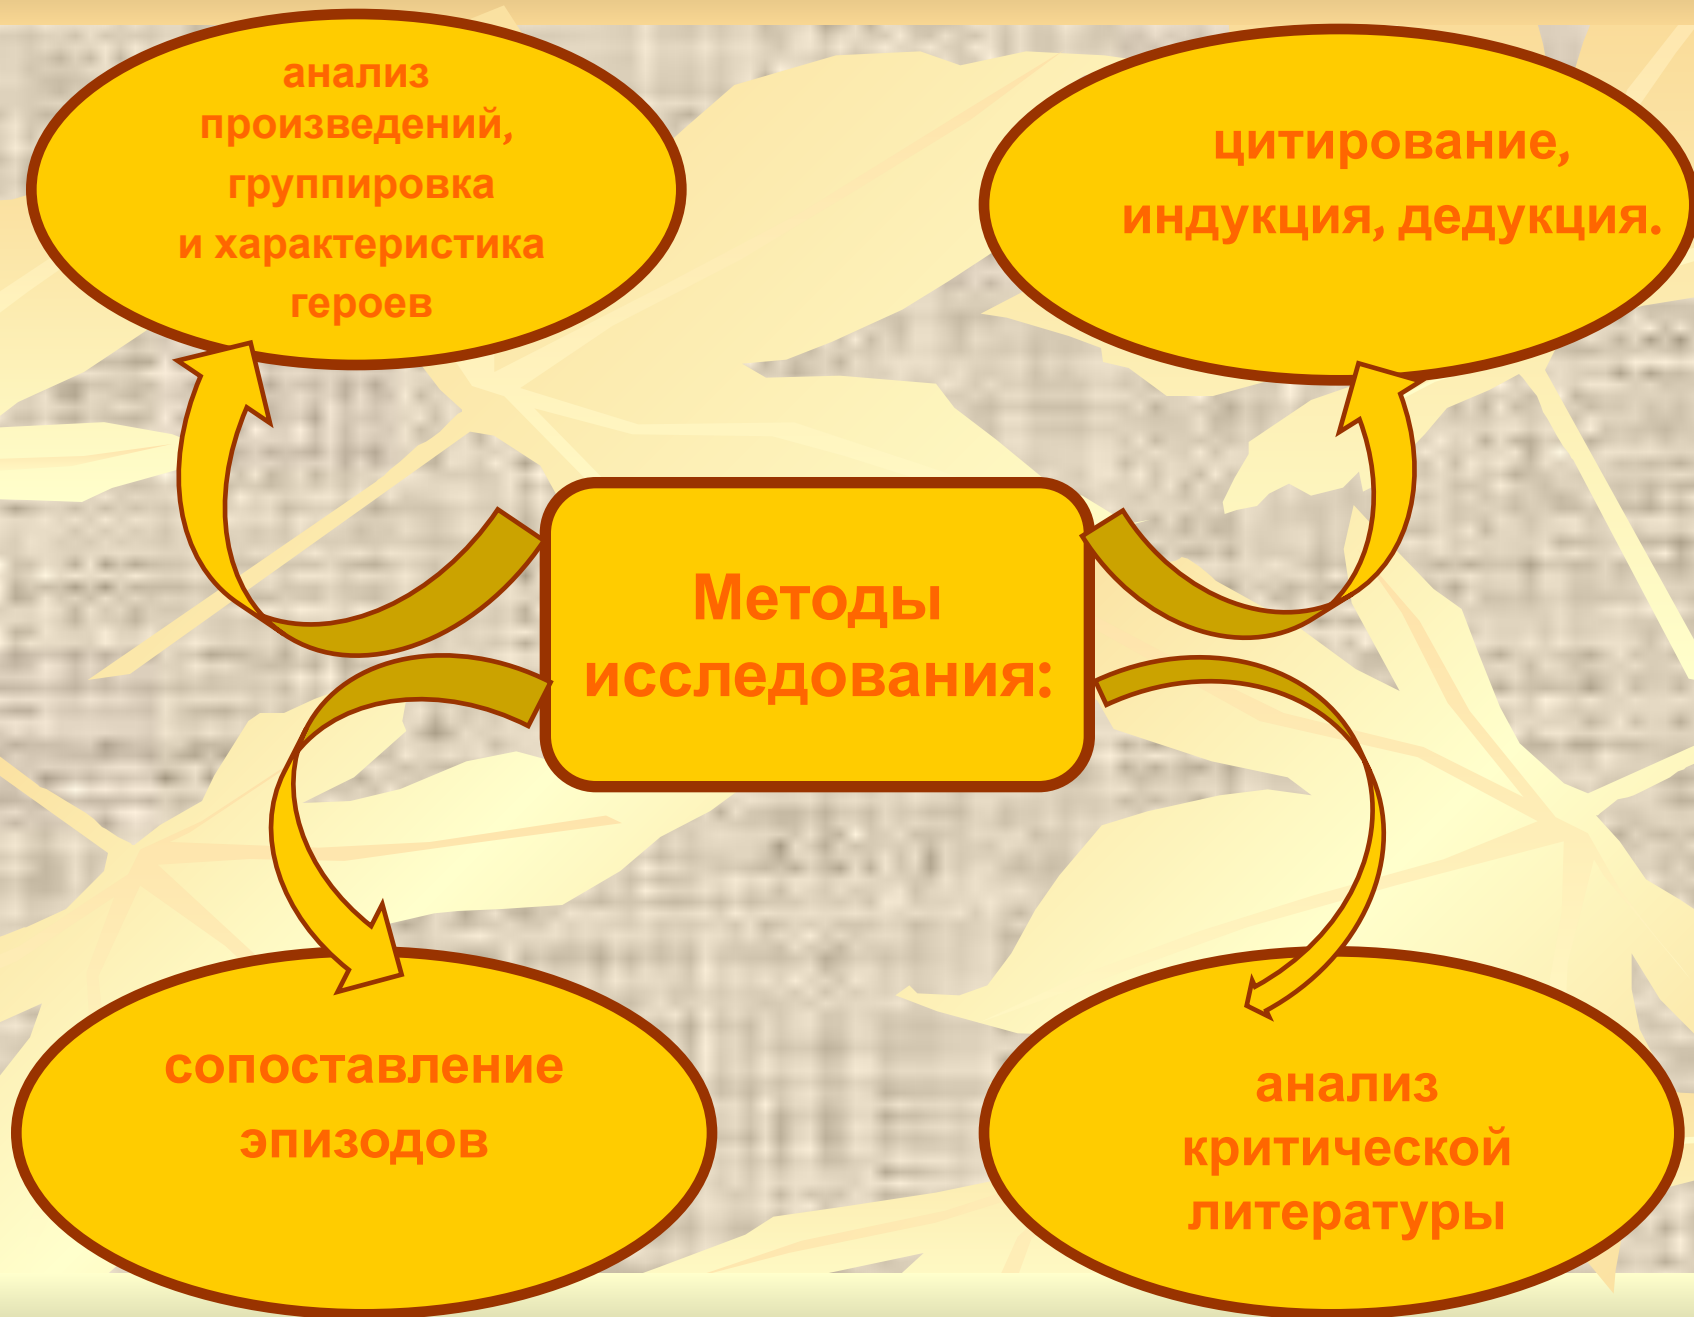 анализ
произведений,
группировка
и характеристика
героев
цитирование,
индукция, дедукция.
Методы
исследования:
сопоставление
эпизодов
анализ
критической
литературы